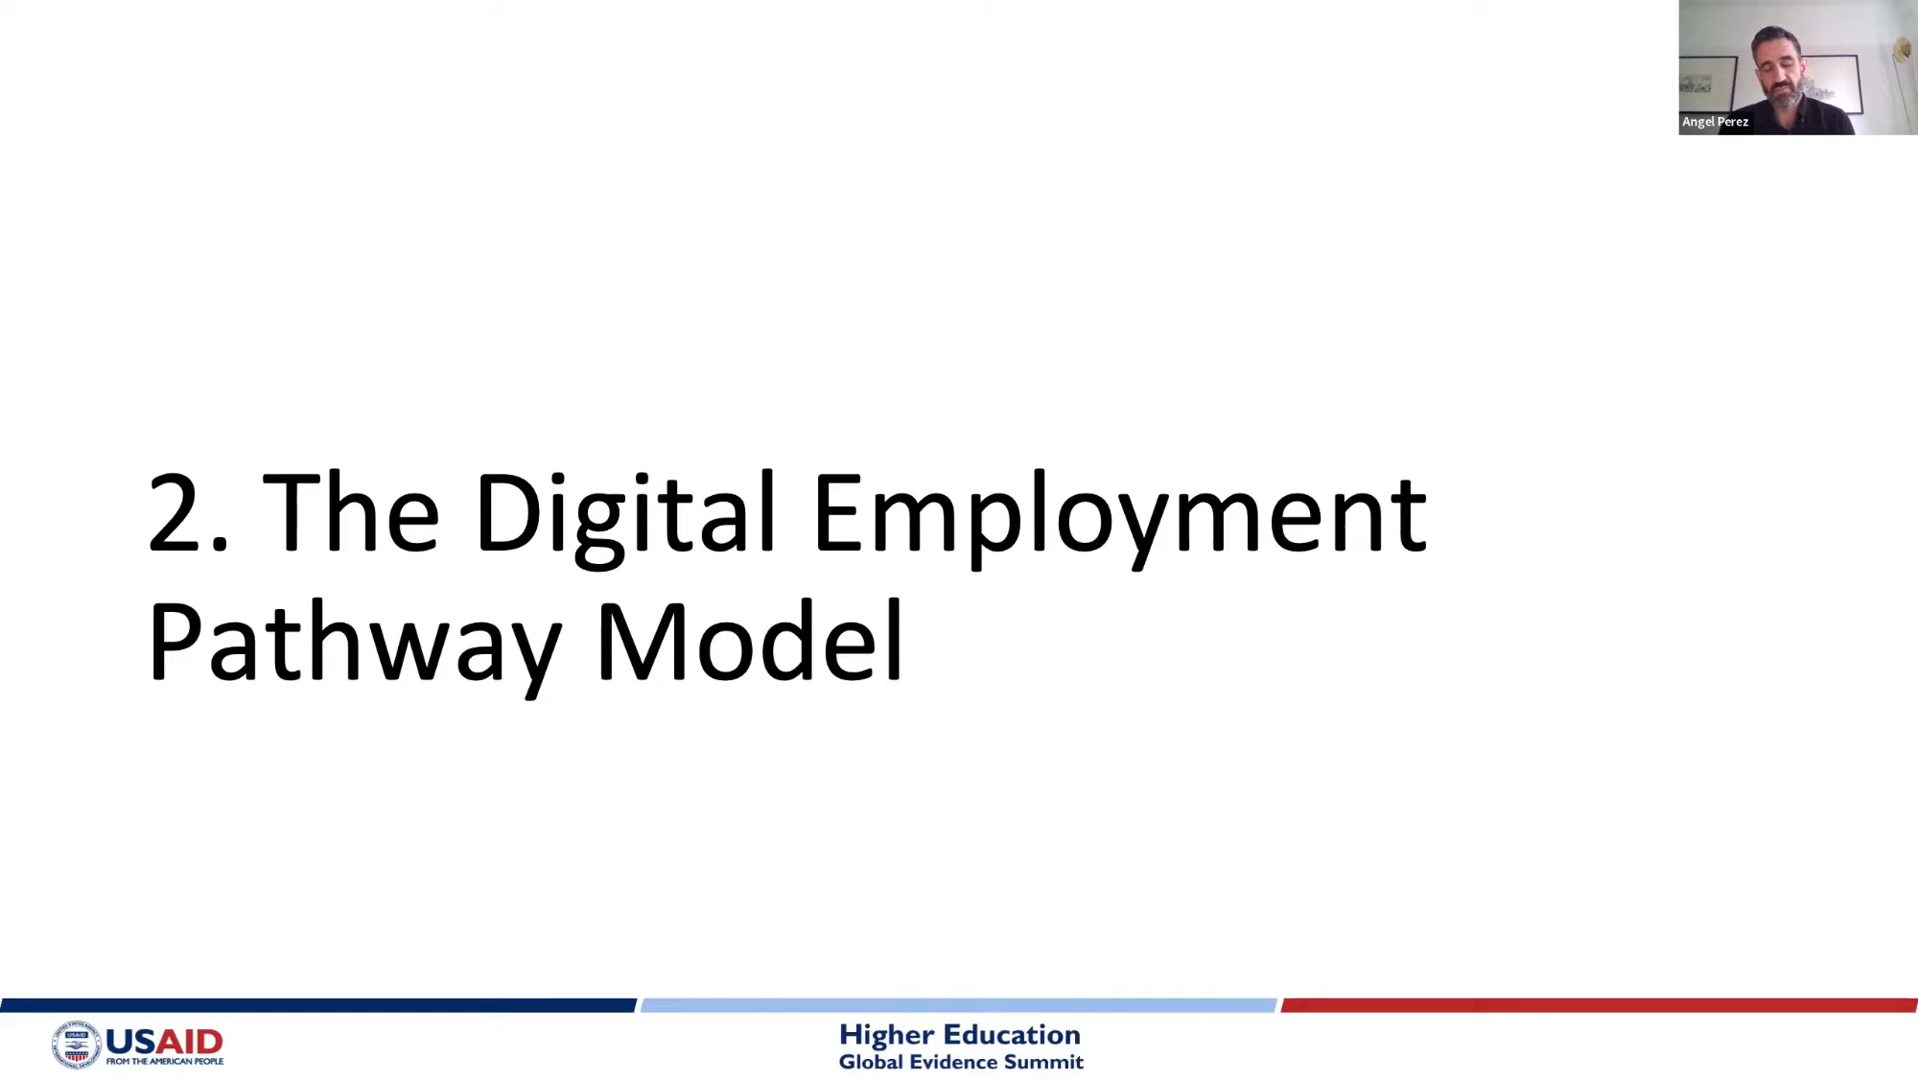 Angel Perez
2. The Digital Employment
Pathway Model
USAID
FROM THE AMERICAN PEOPLE
Higher Education
Global Evidence Summit